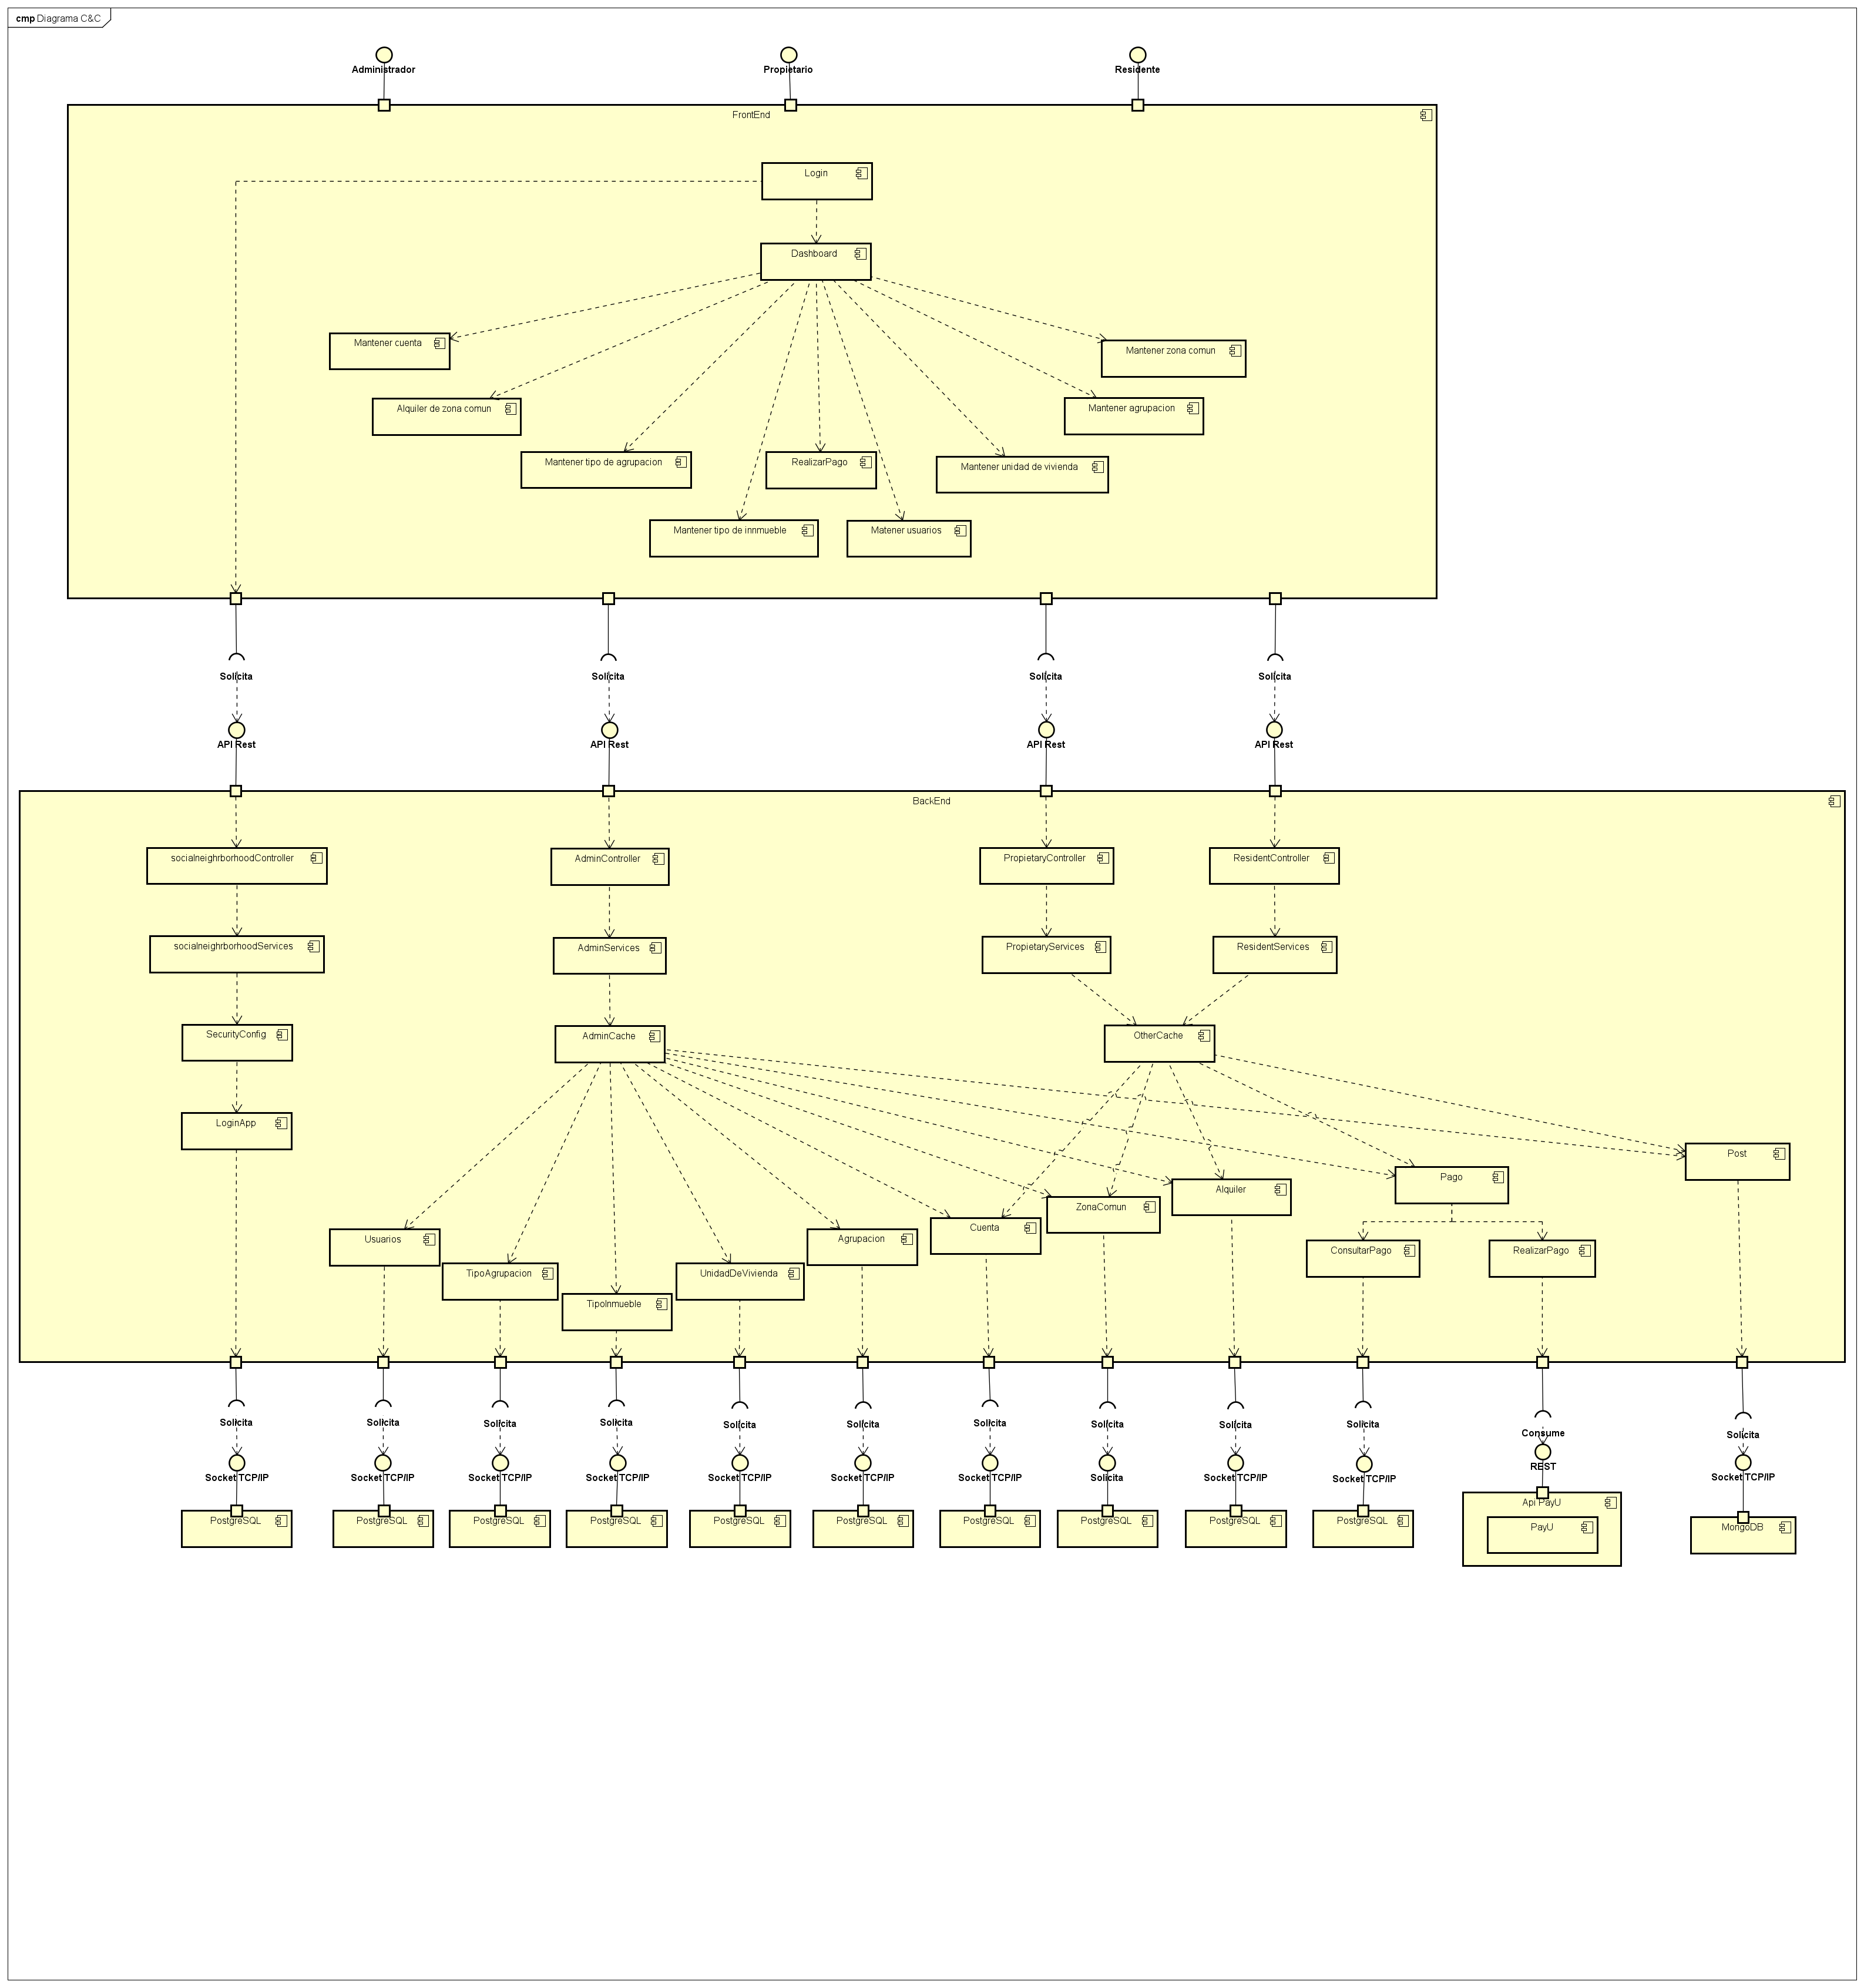 cmp Diagrama C&C
Administrador
Propietario
Residente
FrontEnd
Login
Dashboard
Mantener cuenta
Mantener zona comun
Alquiler de zona comun
Mantener agrupacion
Mantener tipo de agrupacion
RealizarPago
Mantener unidad de vivienda
Mantener tipo de innmueble
Matener usuarios
Solicita
Solicita
Solicita
Solicita
API Rest
API Rest
API Rest
API Rest
BackEnd
socialneighrborhoodController
AdminController
PropietaryController
ResidentController
socialneighrborhoodServices
AdminServices
PropietaryServices
ResidentServices
SecurityConfig
AdminCache
OtherCache
LoginApp
Post
Pago
Alquiler
ZonaComun
Cuenta
Usuarios
Agrupacion
ConsultarPago
RealizarPago
TipoAgrupacion
UnidadDeVivienda
TipoInmueble
Solicita
Solicita
Solicita
Solicita
Solicita
Solicita
Solicita
Solicita
Solicita
Solicita
Consume
Solicita
Socket TCP/IP
Socket TCP/IP
Socket TCP/IP
Socket TCP/IP
Socket TCP/IP
Socket TCP/IP
Socket TCP/IP
Solicita
Socket TCP/IP
Socket TCP/IP
REST
Socket TCP/IP
PostgreSQL
PostgreSQL
PostgreSQL
PostgreSQL
PostgreSQL
PostgreSQL
PostgreSQL
PostgreSQL
PostgreSQL
PostgreSQL
Api PayU
PayU
MongoDB